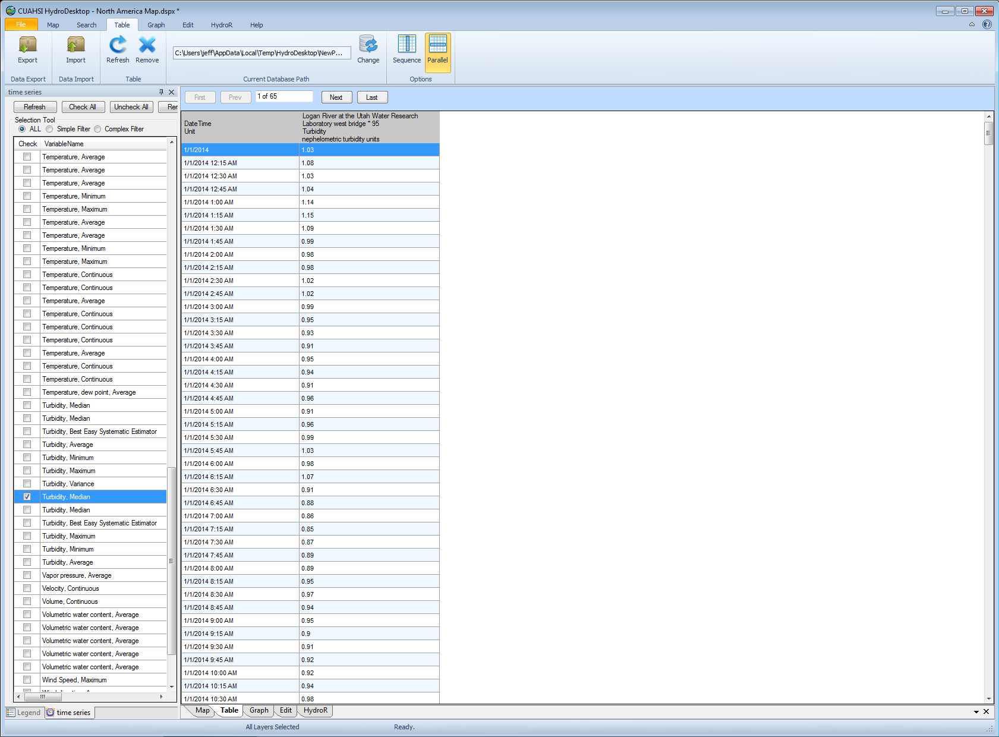 CUAHSI HydroDesktop - North America Map.dspx *
File Map Search Table Graph Edit HydroR Help
Export Import Refresh Remove C:\Users\jeff\AppData\Local\Temp\HydroDesktop\NewP... Change Sequence Parallel
Data Export Data Import Table Current Database Path Options
time series
Refresh Check All Uncheck All Rer
Selection Tool
ALL Simple Filter Complex Filter
Check VariableName
Temperature, Average
Temperature, Average
Temperature, Average
Temperature, Minimum
Temperature, Maximum
Temperature, Average
Temperature, Average
Temperature, Minimum
Temperature, Maximum
Temperature, Continuous
Temperature, Continuous
Temperature, Average
Temperature, Continuous
Temperature, Continuous
Temperature, Continuous
Temperature, Average
Temperature, Continuous
Temperature, Continuous
Temperature, dew point, Average
Turbidity, Median
Turbidity, Median
Turbidity, Best Easy Systematic Estimator
Turbidity, Average
Turbidity, Minimum
Turbidity, Maximum
Turbidity, Variance
Turbidity, Median
Turbidity, Median
Turbidity, Best Easy Systematic Estimator
Turbidity, Maximum
Turbidity, Minimum
Turbidity, Average
Vapor pressure, Average
Velocity, Continuous
Volume, Continuous
Volumetric water content, Average
Volumetric water content, Average
Volumetric water content, Average
Volumetric water content, Average
Volumetric water content, Average
Wind Speed, Maximum
Legend time series
First Prev 1 of 65 Next Last
DateTime
Unit
Logan River at the Utah Water Research
Laboratory west bridge * 95
Turbidity
nephelometric turbidity units
1/1/2014 1.03
1/1/2014 12:15 AM 1.08
1/1/2014 12:30 AM 1.03
1/1/2014 12:45 AM 1.04
1/1/2014 1:00 AM 1.14
1/1/2014 1:15 AM 1.15
1/1/2014 1:30 AM 1.09
1/1/2014 1:45 AM 0.99
1/1/2014 2:00 AM 0.98
1/1/2014 2:15 AM 0.98
1/1/2014 2:30 AM 1.02
1/1/2014 2:45 AM 1.02
1/1/2014 3:00 AM 0.99
1/1/2014 3:15 AM 0.95
1/1/2014 3:30 AM 0.93
1/1/2014 3:45 AM 0.91
1/1/2014 4:00 AM 0.95
1/1/2014 4:15 AM 0.94
1/1/2014 4:30 AM 0.91
1/1/2014 4:45 AM 0.96
1/1/2014 5:00 AM 0.91
1/1/2014 5:15 AM 0.96
1/1/2014 5:30 AM 0.99
1/1/2014 5:45 AM 1.03
1/1/2014 6:00 AM 0.98
1/1/2014 6:15 AM 1.07
1/1/2014 6:30 AM 0.91
1/1/2014 6:45 AM 0.88
1/1/2014 7:00 AM 0.86
1/1/2014 7:15 AM 0.85
1/1/2014 7:30 AM 0.87
1/1/2014 7:45 AM 0.89
1/1/2014 8:00 AM 0.89
1/1/2014 8:15 AM 0.95
1/1/2014 8:30 AM 0.97
1/1/2014 8:45 AM 0.94
1/1/2014 9:00 AM 0.95
1/1/2014 9:15 AM 0.9
1/1/2014 9:30 AM 0.91
1/1/2014 9:45 AM 0.92
1/1/2014 10:00 AM 0.92
1/1/2014 10:15 AM 0.94
1/1/2014 10:30 AM 0.98
Map Table Graph Edit HydroR
All Layers Selected Ready.